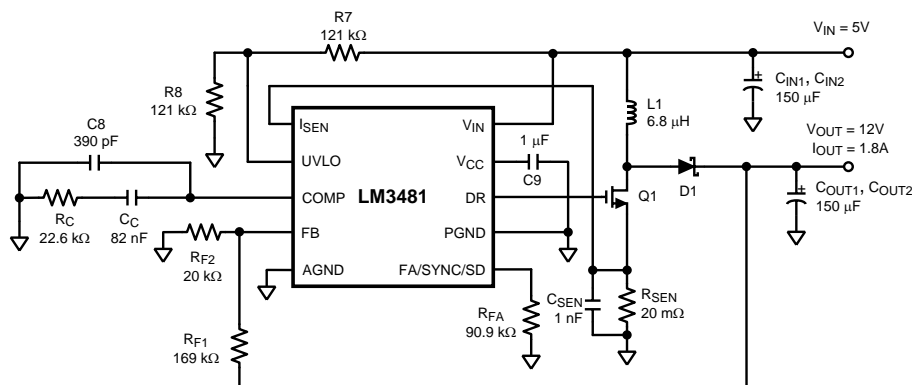 R7
121 kΩ
V_IN = 5V
R8
121 kΩ
C_IN1, C_IN2
150 µF
L1
6.8 µH
C8
390 pF
I_SEN
V_IN
V_OUT = 12V
I_OUT = 1.8A
1 µF
UVLO
V_CC
C9
COMP
LM3481
DR
Q1
D1
C_OUT1, C_OUT2
150 µF
R_C
22.6 kΩ
C_C
82 nF
FB
PGND
R_F2
20 kΩ
AGND
FA/SYNC/SD
C_SEN
1 nF
R_SEN
20 mΩ
R_FA
90.9 kΩ
R_F1
169 kΩ
+
+